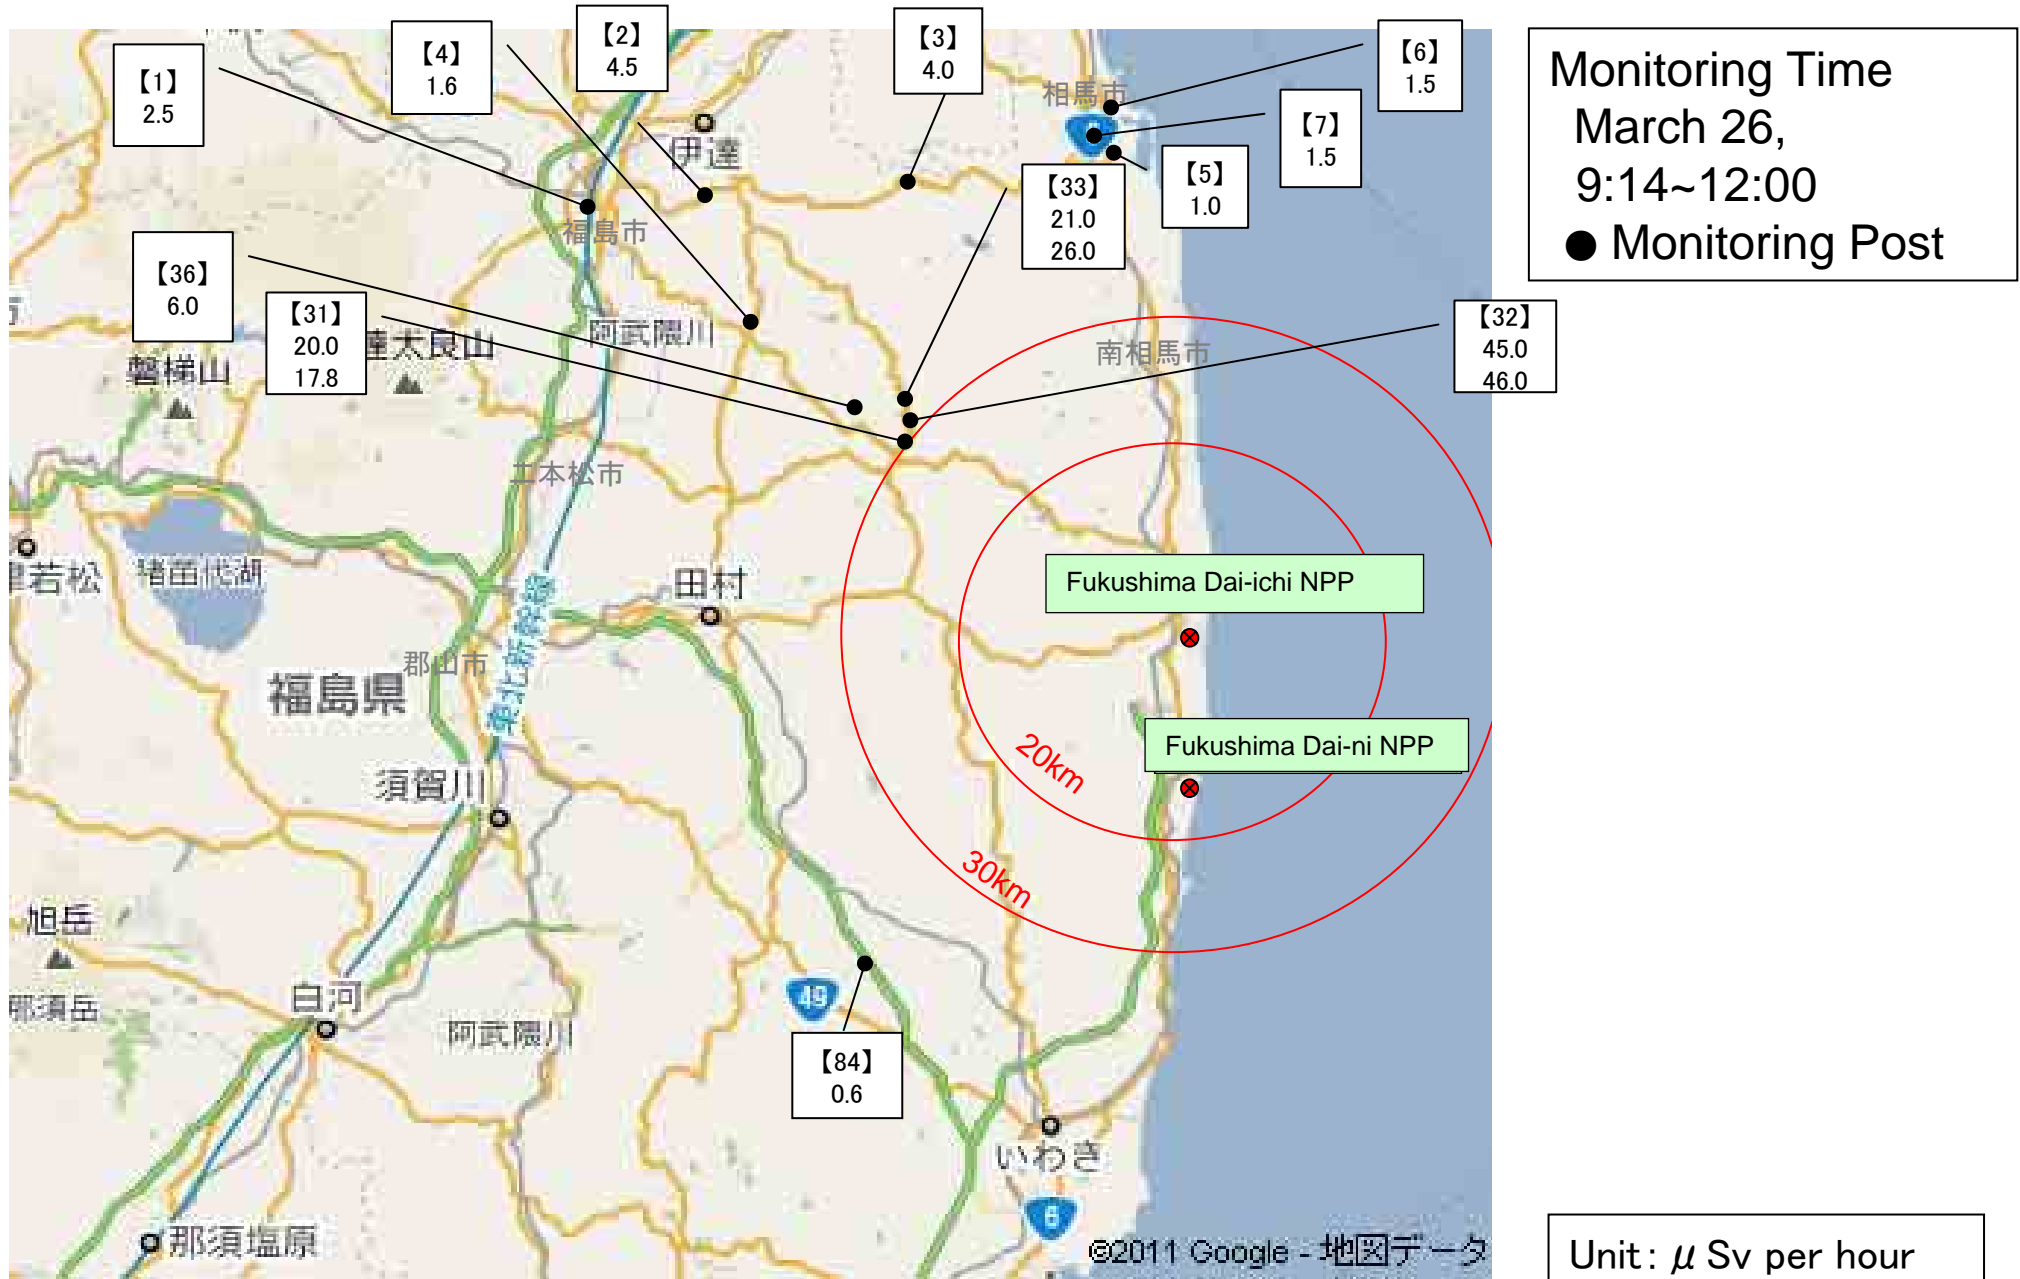 【1】
2.5
【4】
1.6
【2】
4.5
【3】
4.0
【6】
1.5
【7】
1.5
【5】
1.0
【33】
21.0
26.0
【36】
6.0
【31】
20.0
17.8
【32】
45.0
46.0
【84】
0.6
Monitoring Time
March 26,
9:14~12:00
● Monitoring Post
相馬市
伊達
福島市
阿武隈川
達太良山
磐梯山
南相馬市
二本松市
若松
猪苗代湖
田村
Fukushima Dai-ichi NPP
東北新幹線
郡山市
福島県
Fukushima Dai-ni NPP
20km
須賀川
30km
旭岳
那須岳
白河
49
阿武隈川
いわき
6
那須塩原
©2011 Google - 地図データ
Unit: μ Sv per hour